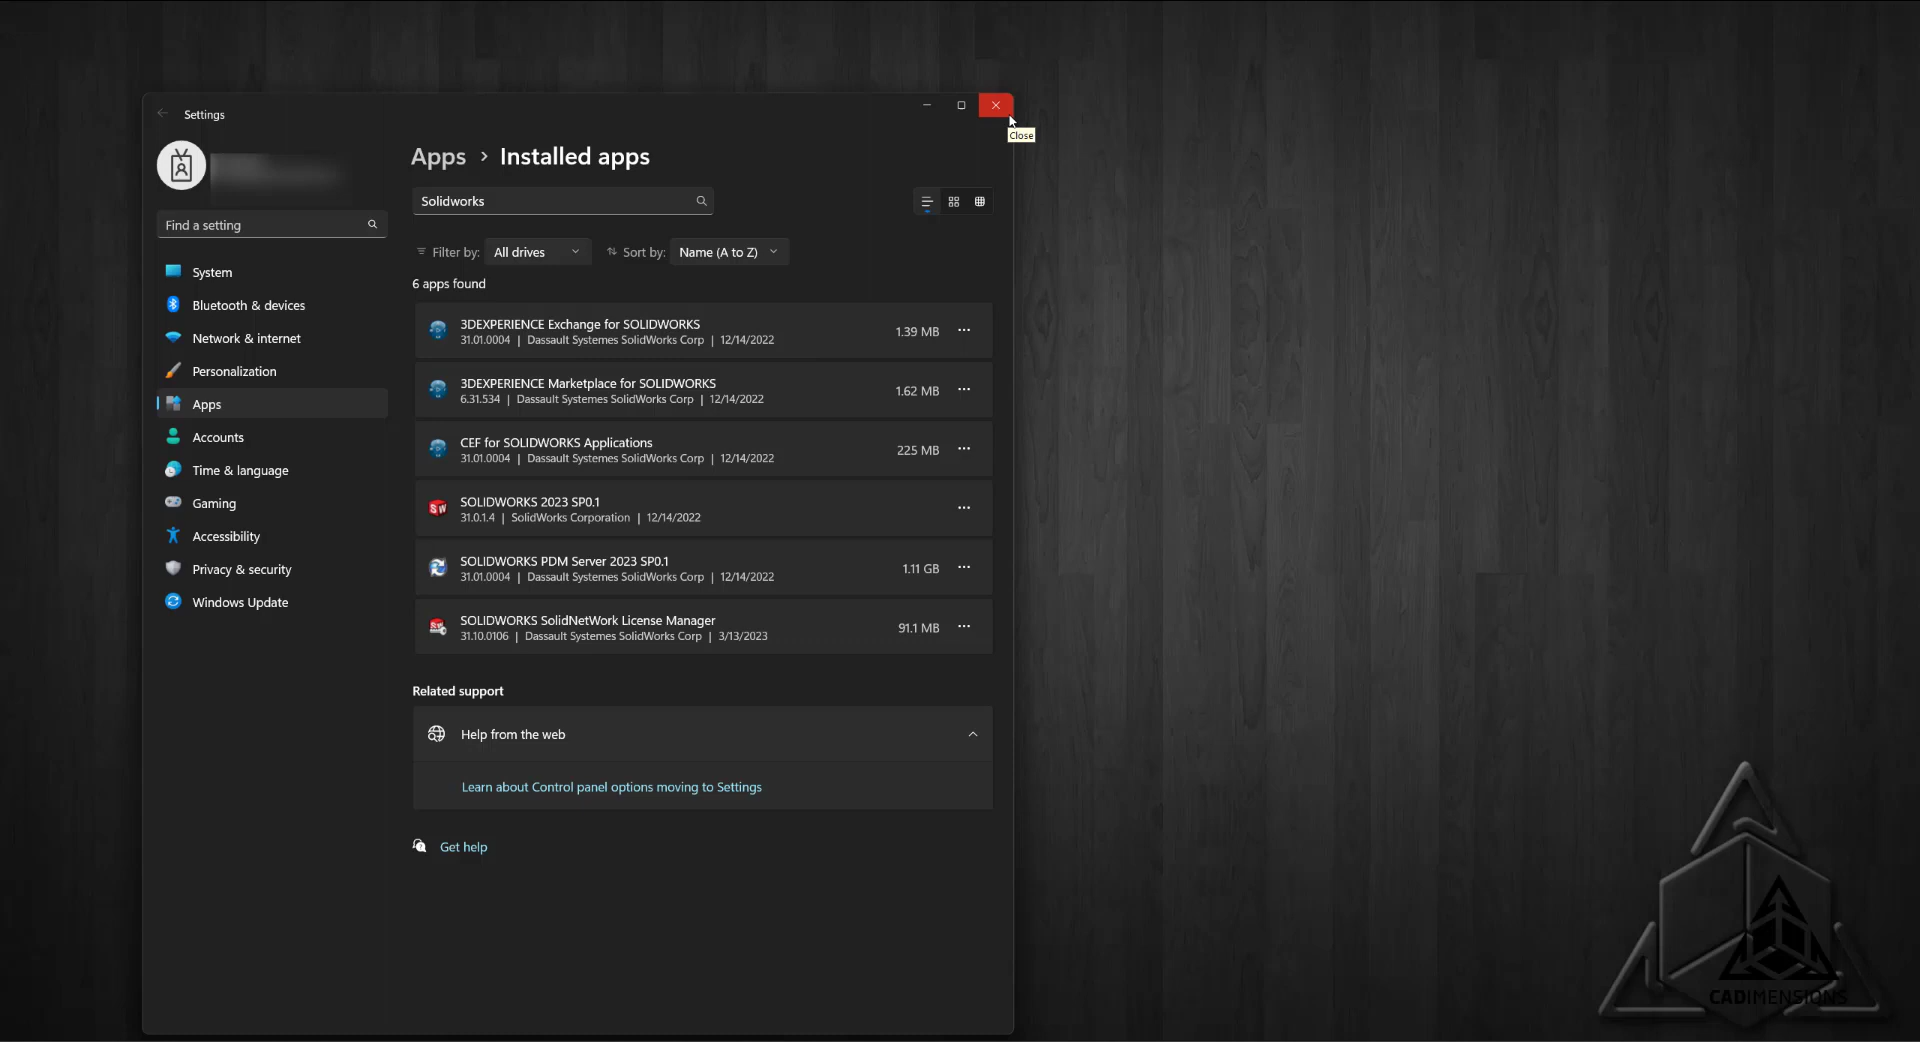 Settings
Close
Apps > Installed apps
Solidworks
Find a setting
Filter by: All drives
Sort by: Name (A to Z)
6 apps found
System
Bluetooth & devices
Network & internet
Personalization
Apps
Accounts
Time & language
Gaming
Accessibility
Privacy & security
Windows Update
3DEXPERIENCE Exchange for SOLIDWORKS
31.01.0004 | Dassault Systemes SolidWorks Corp | 12/14/2022
1.39 MB
3DEXPERIENCE Marketplace for SOLIDWORKS
6.31.534 | Dassault Systemes SolidWorks Corp | 12/14/2022
1.62 MB
CEF for SOLIDWORKS Applications
31.01.0004 | Dassault Systemes SolidWorks Corp | 12/14/2022
225 MB
SW
SOLIDWORKS 2023 SP0.1
31.0.1.4 | SolidWorks Corporation | 12/14/2022
SOLIDWORKS PDM Server 2023 SP0.1
31.01.0004 | Dassault Systemes SolidWorks Corp | 12/14/2022
1.11 GB
SOLIDWORKS SolidNetWork License Manager
31.10.0106 | Dassault Systemes SolidWorks Corp | 3/13/2023
91.1 MB
Related support
Help from the web
Learn about Control panel options moving to Settings
Get help
CADIMENSIONS